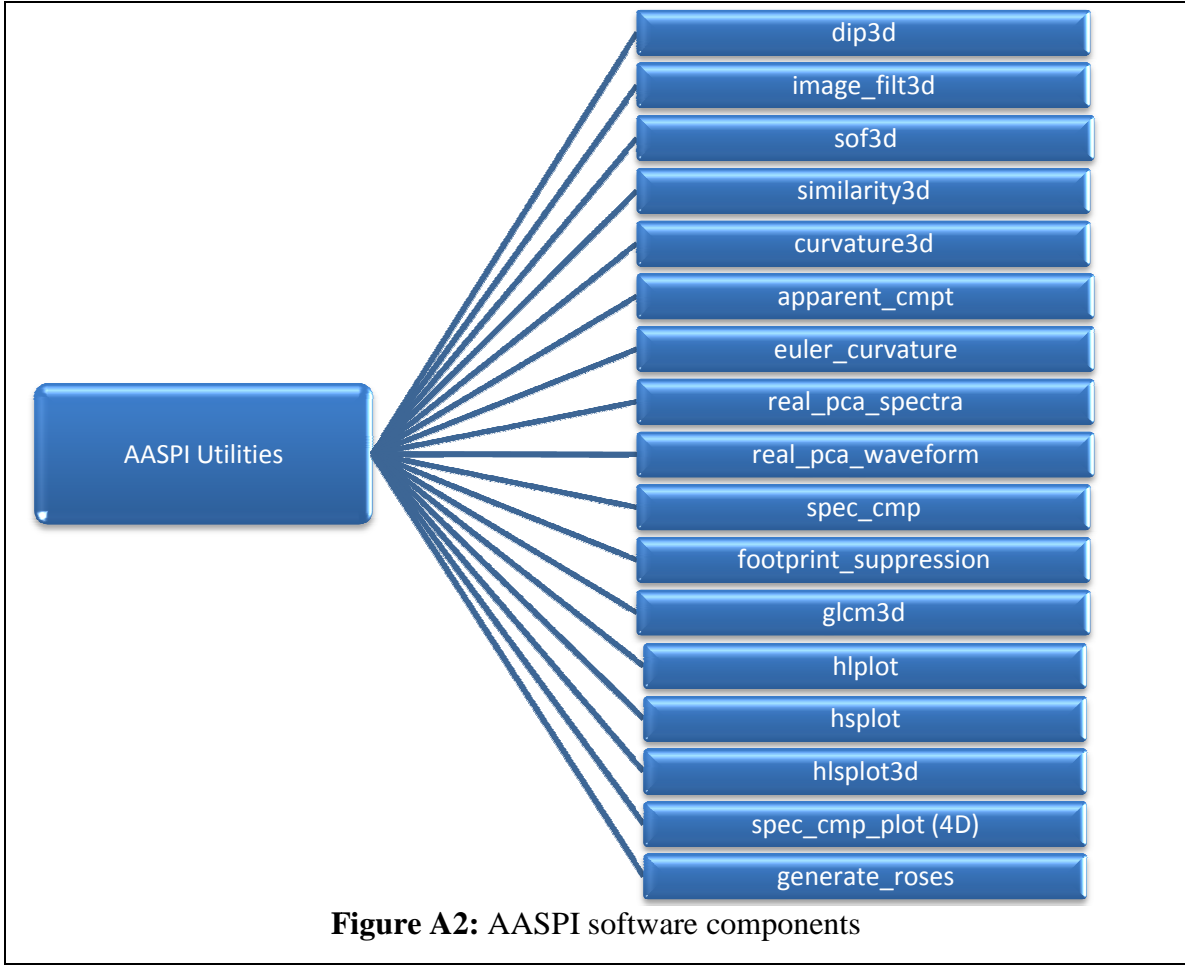 dip3d
image_filt3d
sof3d
similarity3d
curvature3d
apparent_cmpt
euler_curvature
real_pca_spectra
AASPI Utilities
real_pca_waveform
spec_cmp
footprint_suppression
glcm3d
hlplot
hsplot
hlsplot3d
spec_cmp_plot (4D)
generate_roses
Figure A2: AASPI software components